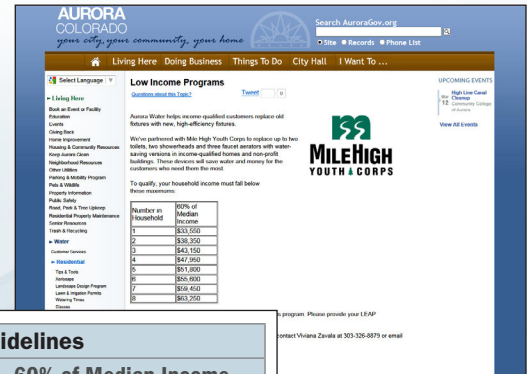 AURORA
COLORADO
your city, your community, your home
Search AuroraGov.org
Site Records Phone List
Living Here Doing Business Things To Do City Hall I Want To ...
Select Language
Living Here
Book an Event or Facility
Education
Events
Giving Back
Home Improvement
Housing & Community Resources
Keep Aurora Clean
Neighborhood Resources
Other Utilities
Parking & Mobility Program
Pets & Wildlife
Property Information
Public Safety
Road, Park & Tree Upkeep
Residential Property Maintenance
Senior Resources
Trash & Recycling
Water
Customer Services
Residential
Tips & Tools
Xeriscape
Landscape Design Program
Lawn & Irrigation Permits
Watering Times
Classes
Low Income Programs
Questions about this Topic?
Tweet 0
Aurora Water helps income qualified customers replace old
fixtures with new, high-efficiency fixtures.
We've partnered with Mile High Youth Corps to replace up to two
toilets, two showerheads and three faucet aerators with water-
saving versions in income-qualified homes and non-profit
buildings. These devices will save water and money for the
customers who need them the most.
To qualify, your household income must fall below
these maximums:
Number in Household 60% of Median Income
1 $33,550
2 $38,350
3 $43,150
4 $47,950
5 $51,800
6 $55,600
7 $59,450
8 $63,250
MILEHIGH
YOUTH CORPS
UPCOMING EVENTS
Mar 12
High Line Canal
Cleanup
Community College
of Aurora
View All Events
program. Please provide your LEAP
contact Viviana Zavala at 303-326-8879 or email
idelines
60% of Median Income